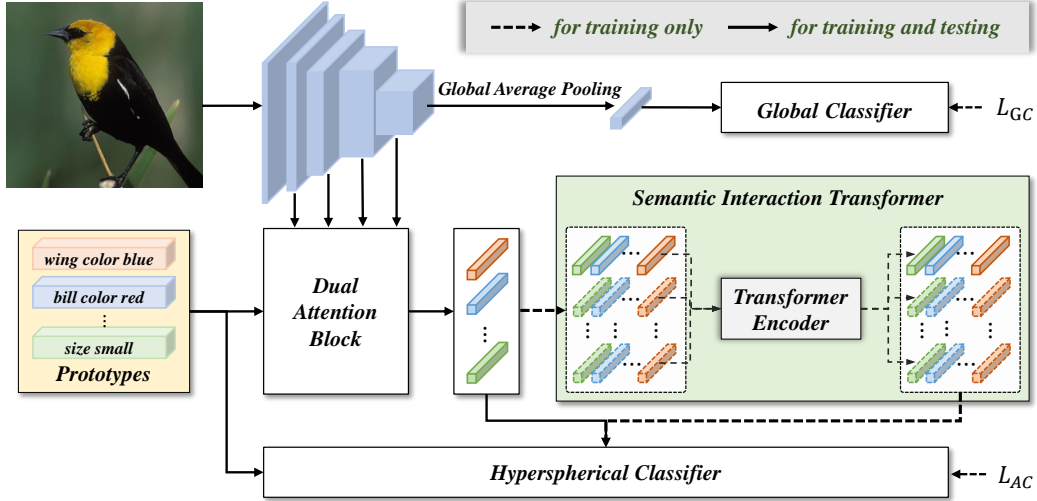 for training only
for training and testing
Global Average Pooling
Global Classifier
L_GC
Semantic Interaction Transformer
wing color blue
bill color red
⋮
size small
Prototypes
Dual
Attention
Block
⋮
...
...
...
⋮ ⋮ ⋮
...
Transformer
Encoder
...
...
⋮ ⋮ ⋮
...
Hyperspherical Classifier
L_AC